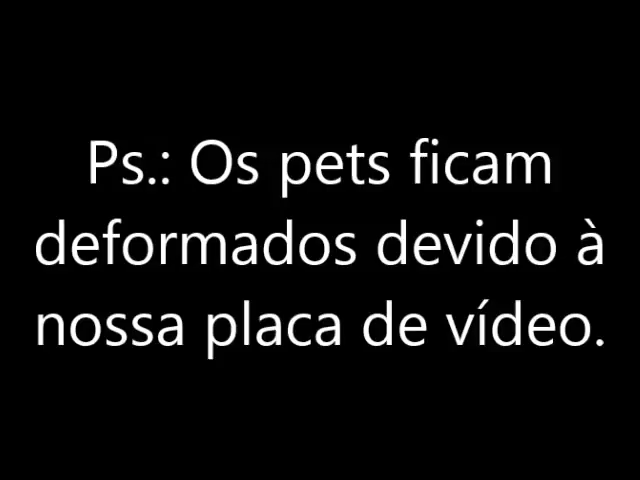 Ps.: Os pets ficam
deformados devido à
nossa placa de vídeo.